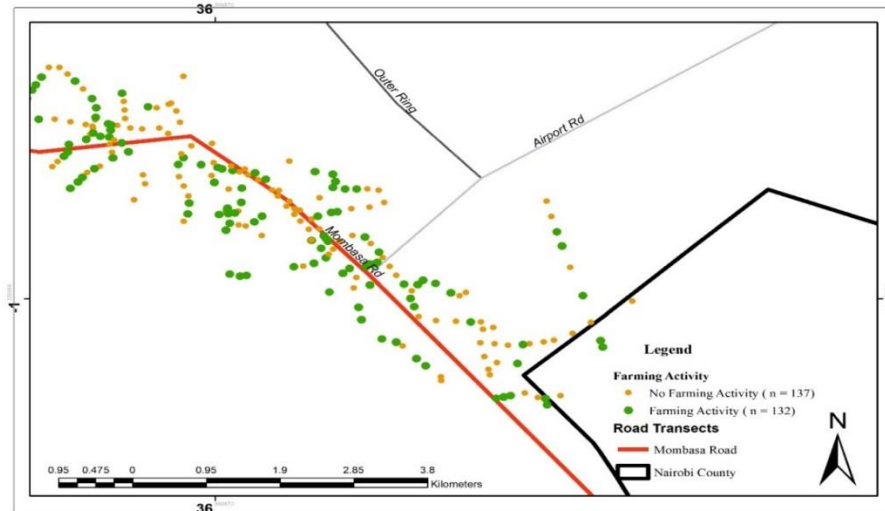 36
Outer Ring
Airport Rd
Mombasa Rd
-1
Legend
Farming Activity
No Farming Activity ( n = 137)
Farming Activity ( n = 132)
Road Transects
Mombasa Road
Nairobi County
N
0.95 0.475 0 0.95 1.9 2.85 3.8
Kilometers
36